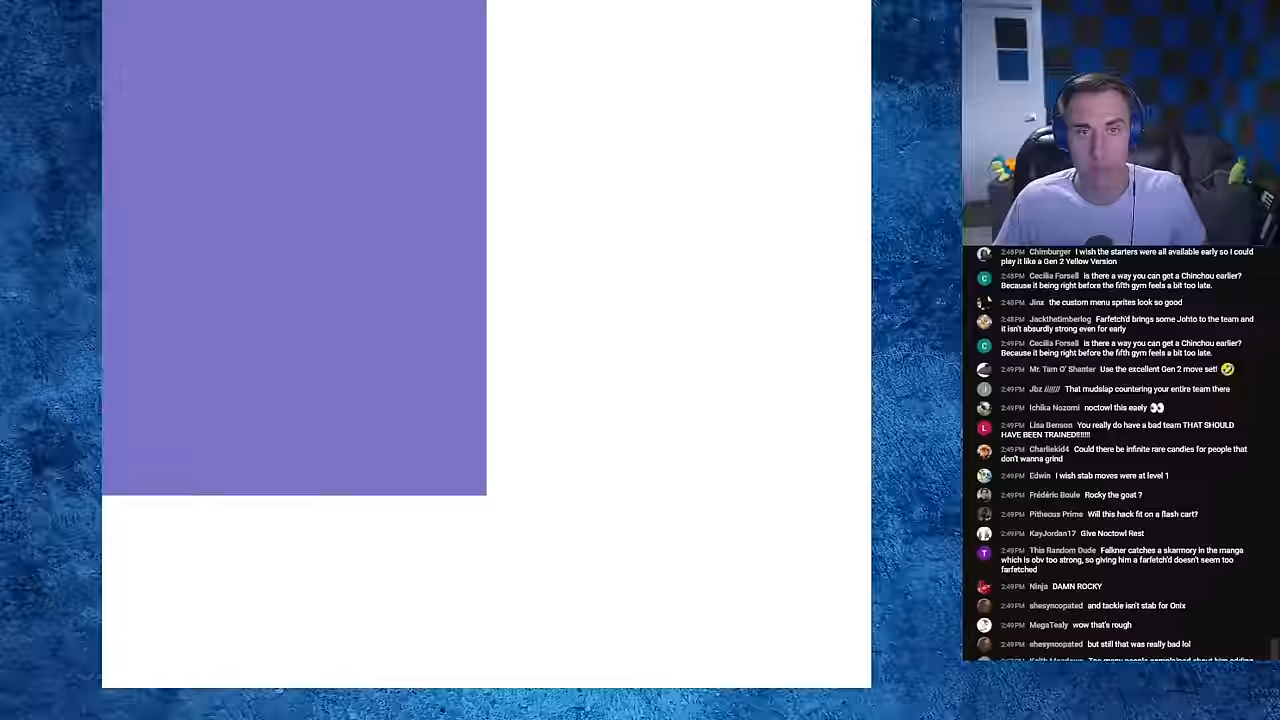 2:48PM Chimburger I wish the starters were all available early so I could
play it like a Gen 2 Yellow Version
2:48PM Cecilia Forsell is there a way you can get a Chinchou earlier?
Because it being right before the fifth gym feels a bit too late.
2:48PM Jinx the custom menu sprites look so good
2:48PM Jackthetimberlog Farfetch'd brings some Johto to the team and
it isn't absurdly strong even for early
2:49PM Cecilia Forsell is there a way you can get a Chinchou earlier?
Because it being right before the fifth gym feels a bit too late.
2:49PM Mr. Tam O' Shanter Use the excellent Gen 2 move set! 🤣
2:49PM Jbz ///////  That mudslap countering your entire team there
2:49PM Ichika Nozomi noctowl this eaely 👀
2:49PM Lisa Benson You really do have a bad team THAT SHOULD
HAVE BEEN TRAINED!!!!!!!
2:49PM Charliekid4 Could there be infinite rare candies for people that
don't wanna grind
2:49PM Edwin I wish stab moves were at level 1
2:49PM Frédéric Boule Rocky the goat ?
2:49PM Pithecus Prime Will this hack fit on a flash cart?
2:49PM KayJordan17 Give Noctowl Rest
2:49PM This Random Dude Falkner catches a skarmory in the manga
which is obv too strong, so giving him a farfetch'd doesn't seem too
farfetched
2:49PM Ninja DAMN ROCKY
2:49PM shesyncopated and tackle isn't stab for Onix
2:49PM MegaTealy wow that's rough
2:49PM shesyncopated but still that was really bad lol